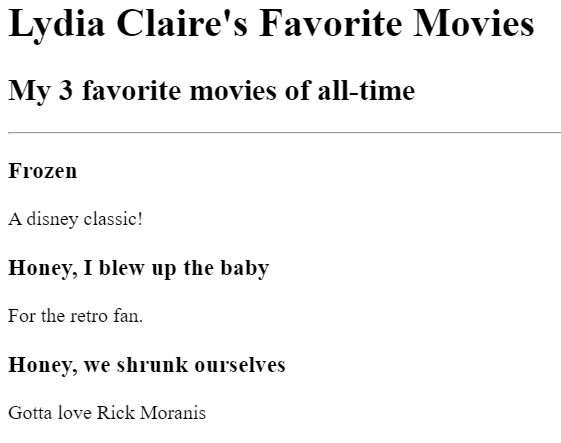 Lydia Claire's Favorite Movies
My 3 favorite movies of all-time
Frozen
A disney classic!
Honey, I blew up the baby
For the retro fan.
Honey, we shrunk ourselves
Gotta love Rick Moranis